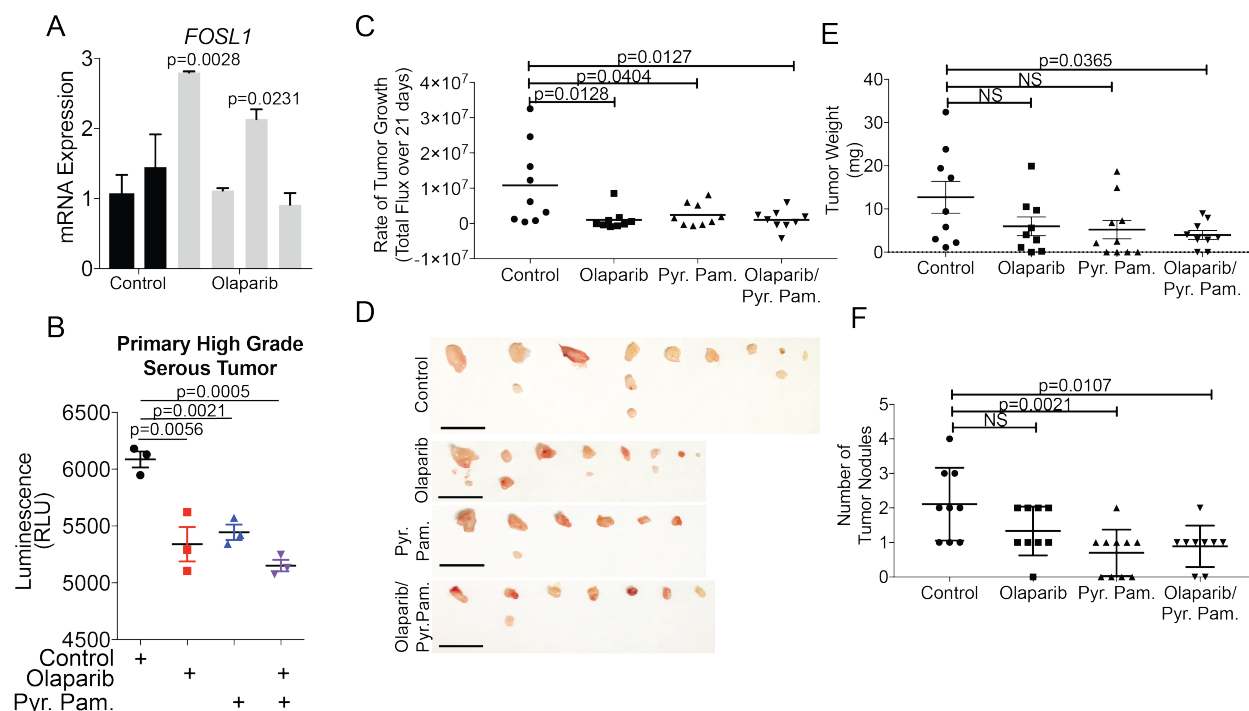 A
FOSL1
p=0.0028
p=0.0231
3
2
1
0
mRNA Expression
Control
Olaparib
B
Primary High Grade
Serous Tumor
p=0.0005
p=0.0021
p=0.0056
6500
6000
5500
5000
4500
Luminescence
(RLU)
Control
+
Olaparib
+
+
Pyr. Pam.
+
+
C
p=0.0127
p=0.0404
p=0.0128
4×10⁷
3×10⁷
2×10⁷
1×10⁷
0
-1×10⁷
Rate of Tumor Growth
(Total Flux over 21 days)
Control
Olaparib
Pyr. Pam.
Olaparib/
Pyr. Pam.
D
Control
Olaparib
Pyr.
Pam.
Olaparib/
Pyr.Pam.
E
p=0.0365
NS
NS
40
30
20
10
0
Tumor Weight
(mg)
Control
Olaparib
Pyr. Pam.
Olaparib/
Pyr. Pam.
F
p=0.0107
p=0.0021
NS
5
4
3
2
1
0
Number of
Tumor Nodules
Control
Olaparib
Pyr. Pam.
Olaparib/
Pyr. Pam.